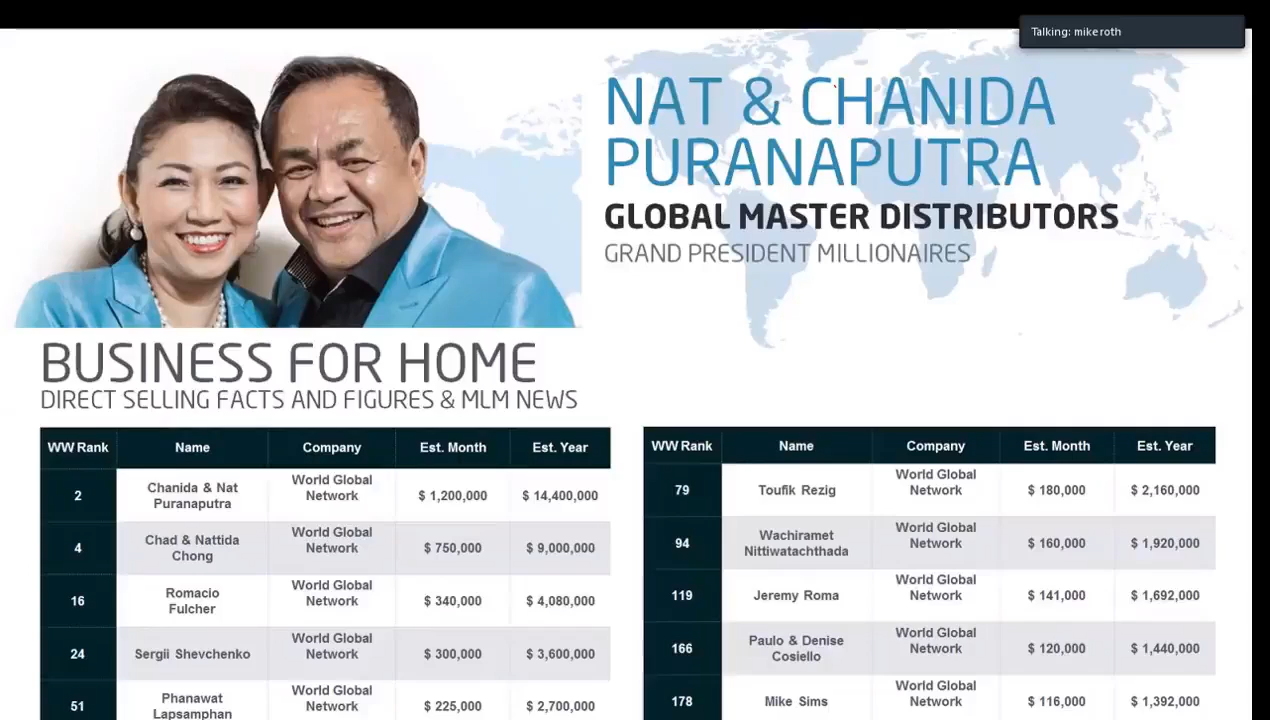 Talking: mikeroth
NAT & CHANIDA
PURANAPUTRA
GLOBAL MASTER DISTRIBUTORS
GRAND PRESIDENT MILLIONAIRES
BUSINESS FOR HOME
DIRECT SELLING FACTS AND FIGURES & MLM NEWS
WW Rank Name Company Est. Month Est. Year
2 Chanida & Nat Puranaputra World Global Network $ 1,200,000 $ 14,400,000
4 Chad & Nattida Chong World Global Network $ 750,000 $ 9,000,000
16 Romacio Fulcher World Global Network $ 340,000 $ 4,080,000
24 Sergii Shevchenko World Global Network $ 300,000 $ 3,600,000
51 Phanawat Lapsamphan World Global Network $ 225,000 $ 2,700,000
WW Rank Name Company Est. Month Est. Year
79 Toufik Rezig World Global Network $ 180,000 $ 2,160,000
94 Wachiramet Nittiwatachthada World Global Network $ 160,000 $ 1,920,000
119 Jeremy Roma World Global Network $ 141,000 $ 1,692,000
166 Paulo & Denise Cosiello World Global Network $ 120,000 $ 1,440,000
178 Mike Sims World Global Network $ 116,000 $ 1,392,000